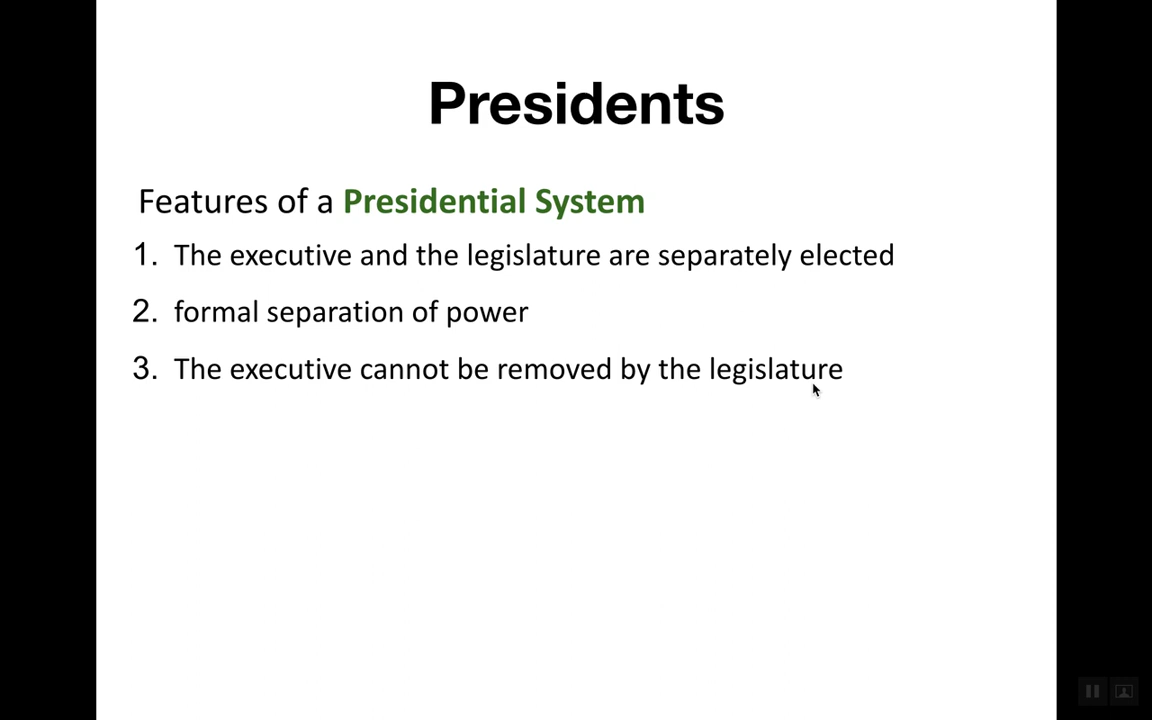 Presidents
Features of a Presidential System
1. The executive and the legislature are separately elected
2. formal separation of power
3. The executive cannot be removed by the legislature